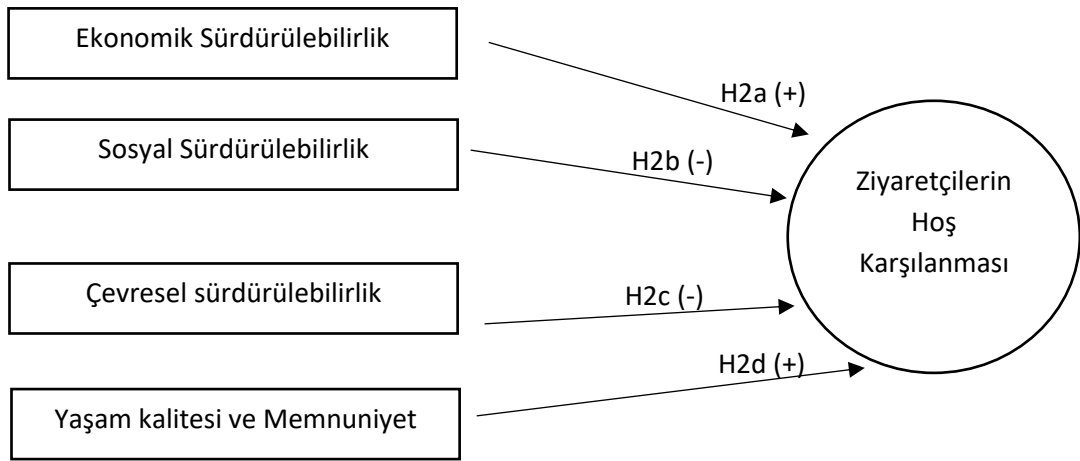 Ekonomik Sürdürülebilirlik
H2a (+)
Sosyal Sürdürülebilirlik
H2b (-)
Ziyaretçilerin
Hoş
Karşılanması
Çevresel sürdürülebilirlik
H2c (-)
H2d (+)
Yaşam kalitesi ve Memnuniyet